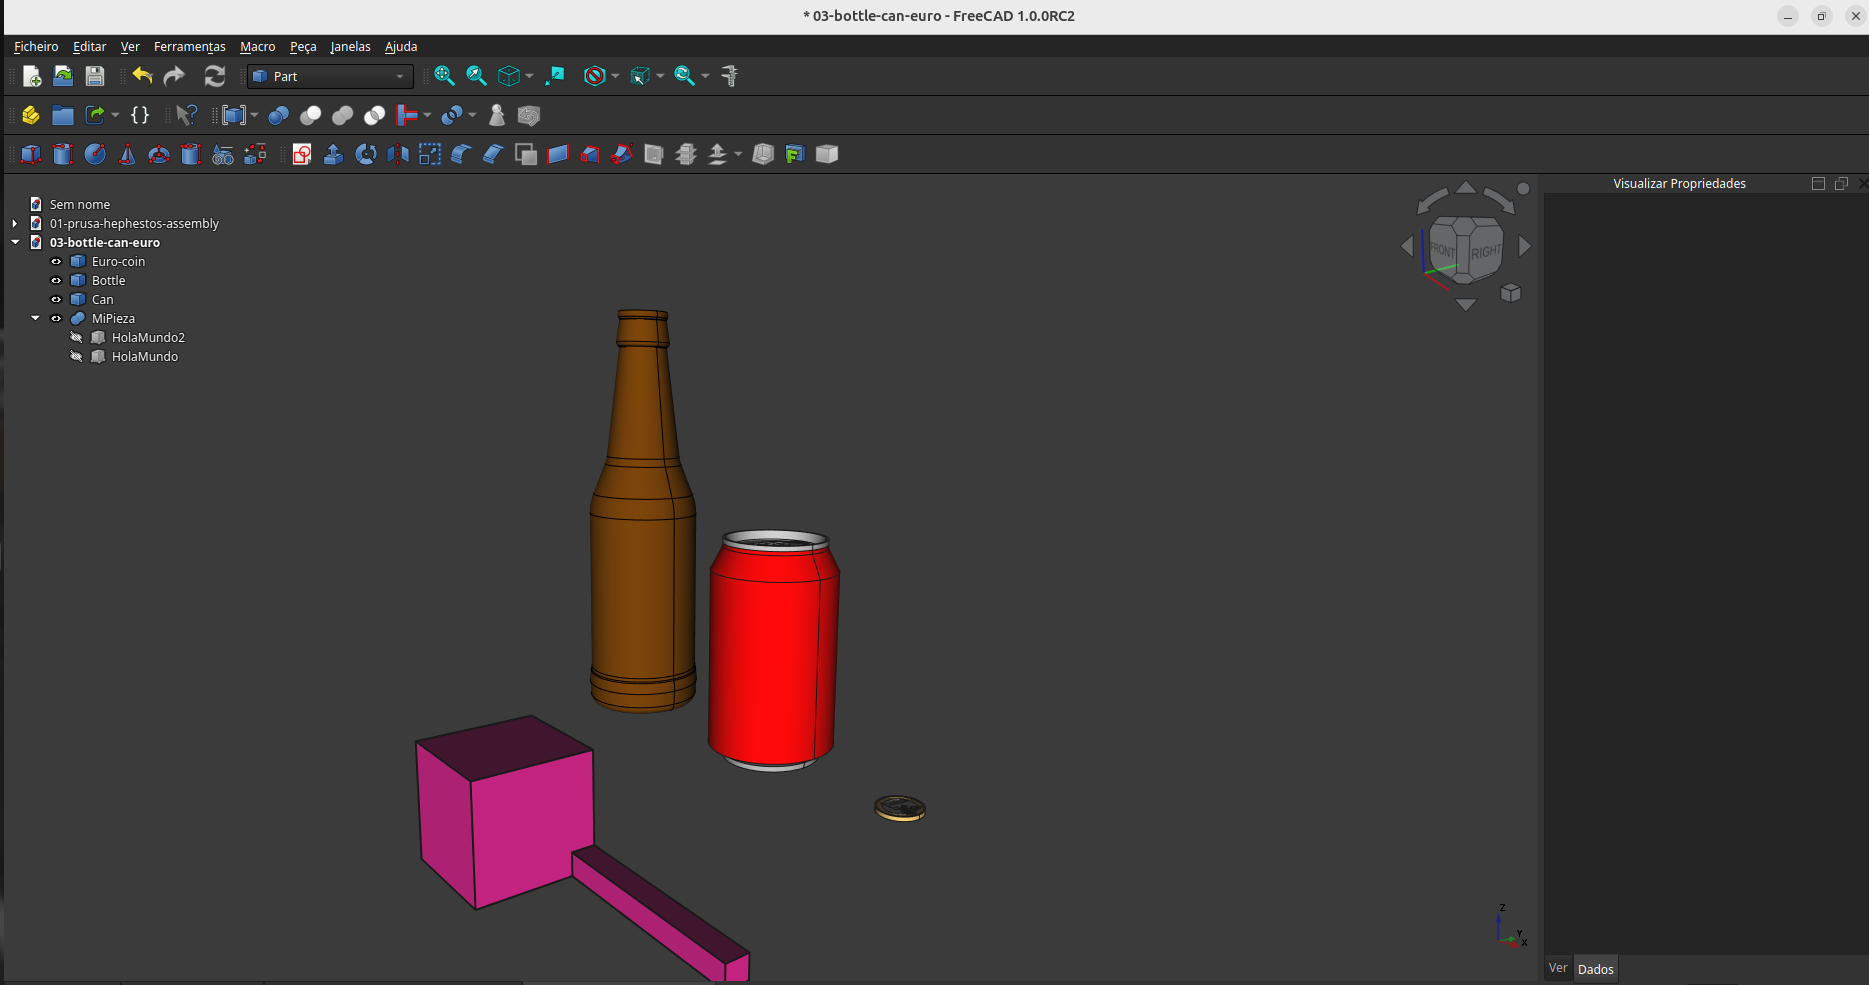 * 03-bottle-can-euro - FreeCAD 1.0.0RC2
Ficheiro Editar Ver Ferramentas Macro Peça Janelas Ajuda
Part
Visualizar Propriedades
Sem nome
01-prusa-hephestos-assembly
03-bottle-can-euro
Euro-coin
Bottle
Can
MiPieza
HolaMundo2
HolaMundo
FRONT RIGHT
Z
Y
X
Ver Dados